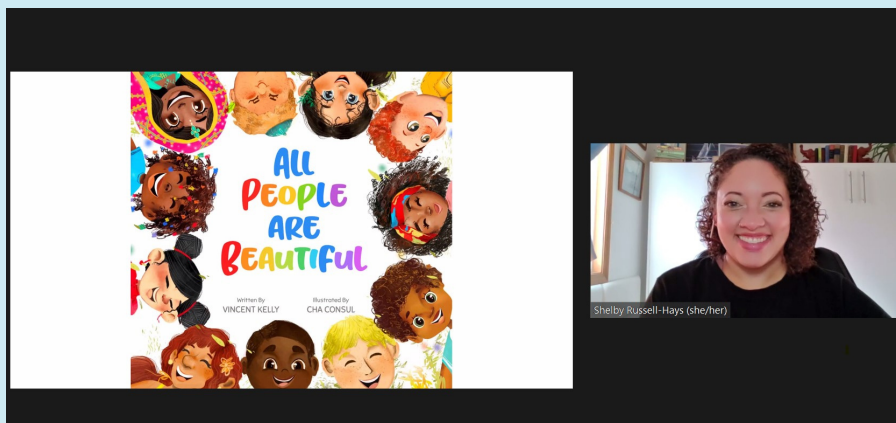 ALL
PEOPLE
ARE
BEAUTIFUL
Written By
VINCENT KELLY
Illustrated By
CHA CONSUL
Shelby Russell-Hays (she/her)